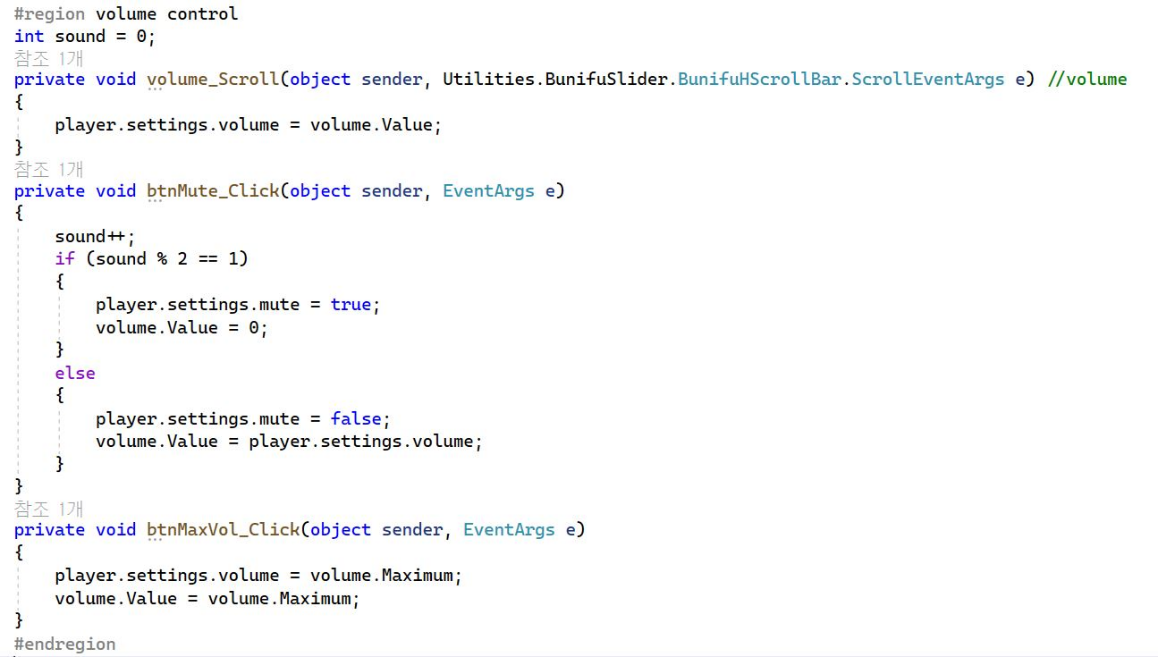 #region volume control
int sound = 0;
참조 1개
private void volume_Scroll(object sender, Utilities.BunifuSlider.BunifuHScrollBar.ScrollEventArgs e) //volume
{
    player.settings.volume = volume.Value;
}
참조 1개
private void btnMute_Click(object sender, EventArgs e)
{
    sound++;
    if (sound % 2 == 1)
    {
        player.settings.mute = true;
        volume.Value = 0;
    }
    else
    {
        player.settings.mute = false;
        volume.Value = player.settings.volume;
    }
}
참조 1개
private void btnMaxVol_Click(object sender, EventArgs e)
{
    player.settings.volume = volume.Maximum;
    volume.Value = volume.Maximum;
}
#endregion